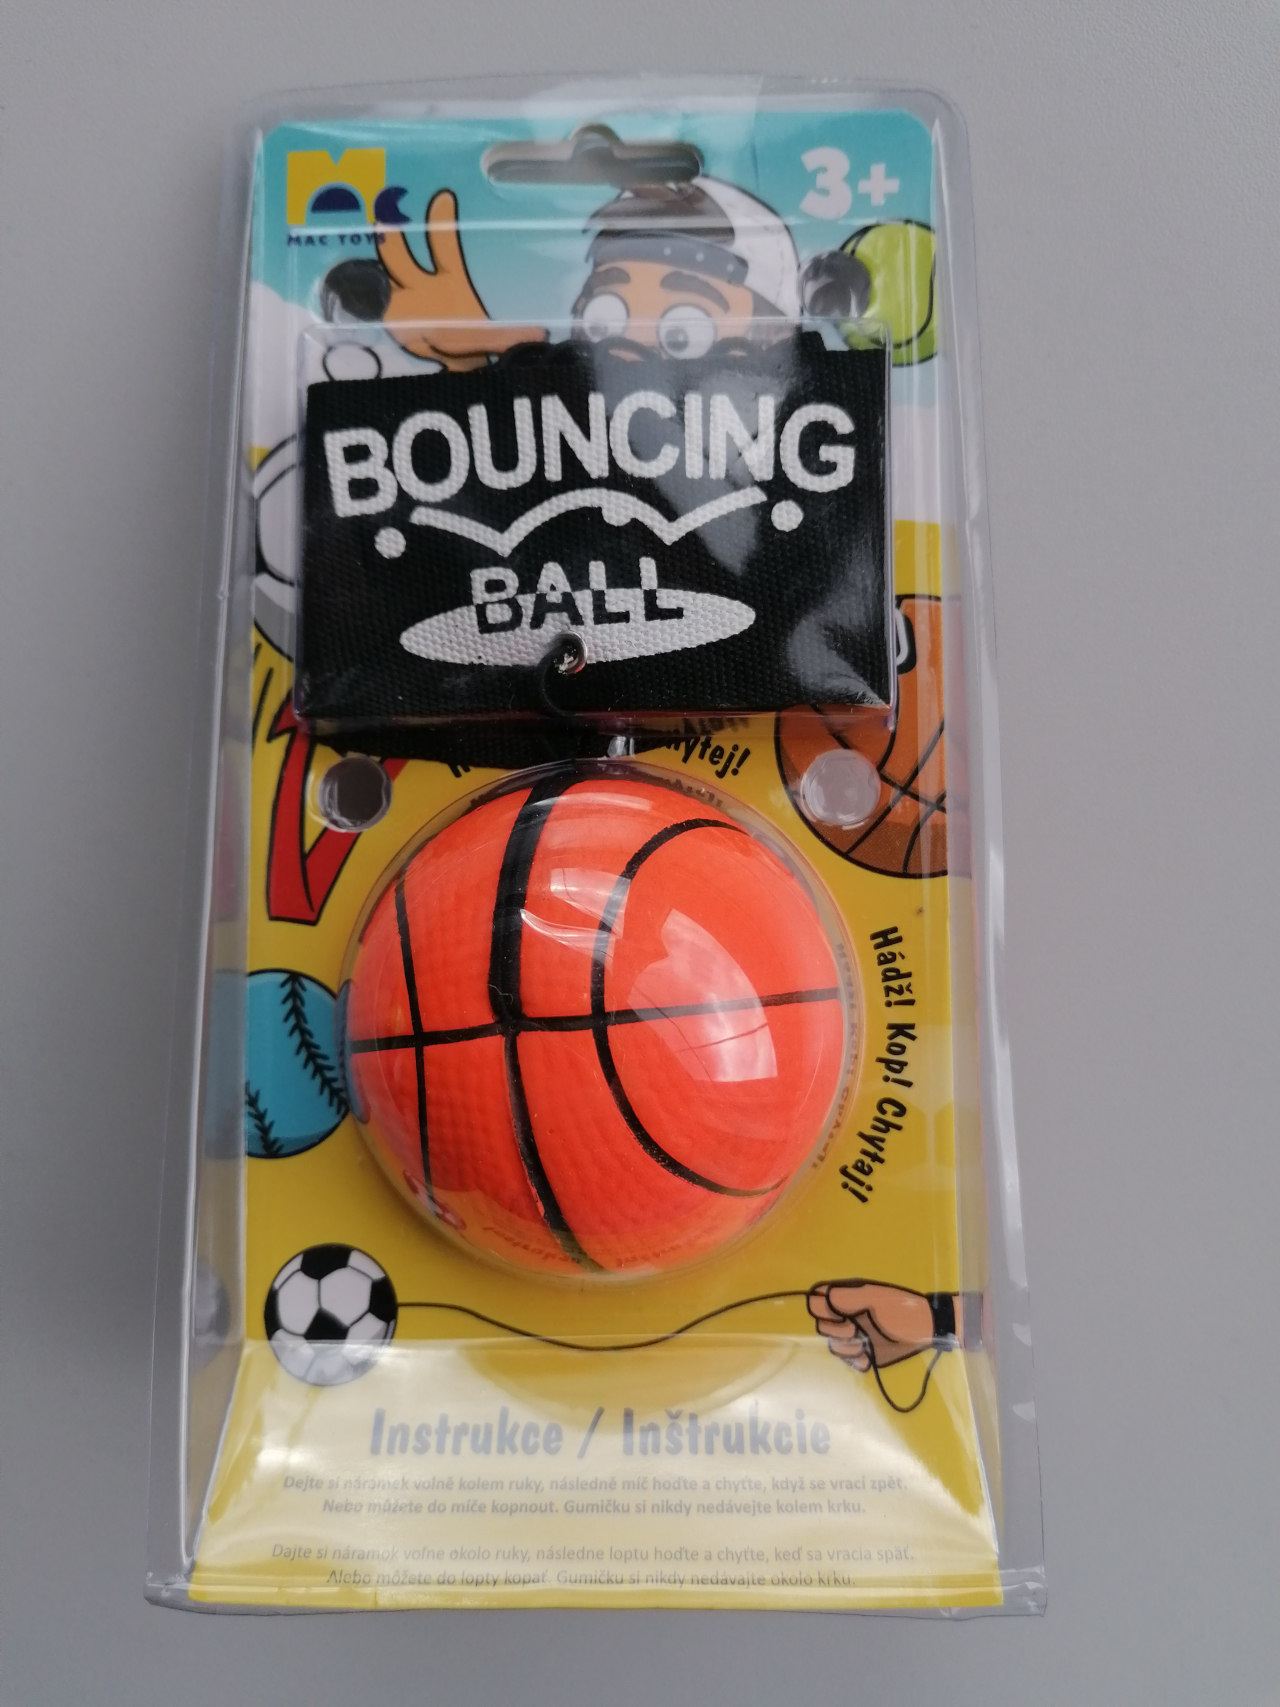 MAC TOYS
3+
BOUNCING
BALL
Hádž! Kop! Chytaj!
Instrukce / Inštrukcie
Dejte si náramek volně kolem ruky, následně míč hoďte a chyťte, když se vrací zpět.
Nebo můžete do míče kopnout. Gumičku si nikdy nedávejte kolem krku.
Dajte si náramok voľne okolo ruky, následne loptu hoďte a chyťte, keď sa vracia späť.
Alebo môžete do lopty kopať. Gumičku si nikdy nedávajte okolo krku.